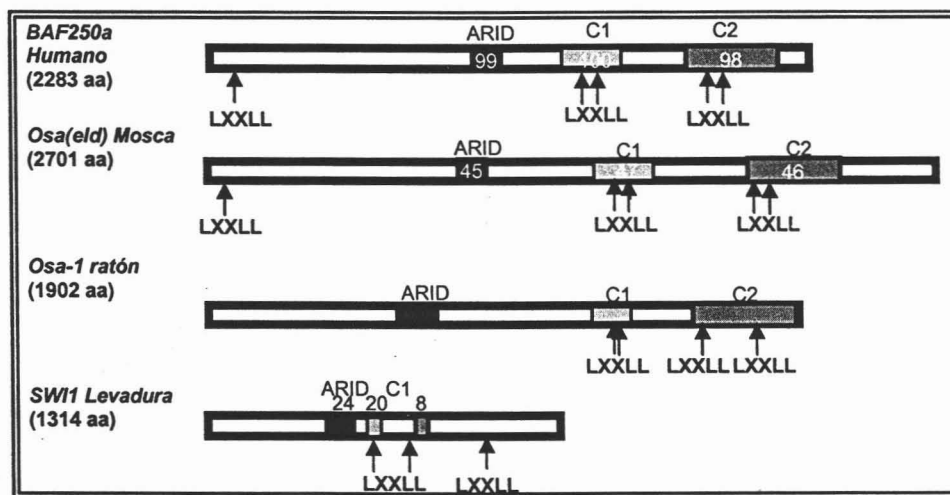 BAF250a
Humano
(2283 aa)
ARID C1 C2
99 98
LXXLL LXXLL LXXLL
Osa(eld) Mosca
(2701 aa)
ARID C1 C2
45 46
LXXLL LXXLL LXXLL
Osa-1 ratón
(1902 aa)
ARID C1 C2
LXXLL LXXLL LXXLL
SWI1 Levadura
(1314 aa)
ARID C1
24 20 8
LXXLL LXXLL